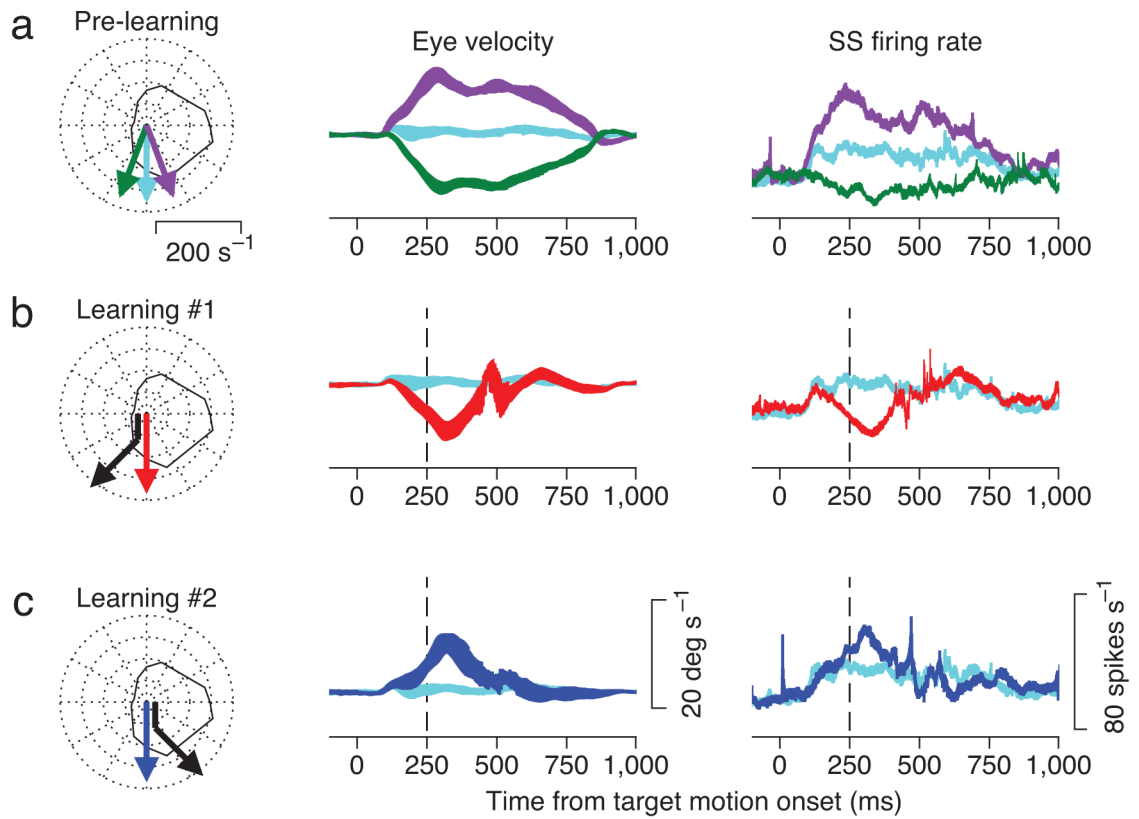 a
Pre-learning
Eye velocity
SS firing rate
200 s⁻¹
0 250 500 750 1,000
0 250 500 750 1,000
b
Learning #1
0 250 500 750 1,000
0 250 500 750 1,000
c
Learning #2
20 deg s⁻¹
80 spikes s⁻¹
0 250 500 750 1,000
0 250 500 750 1,000
Time from target motion onset (ms)